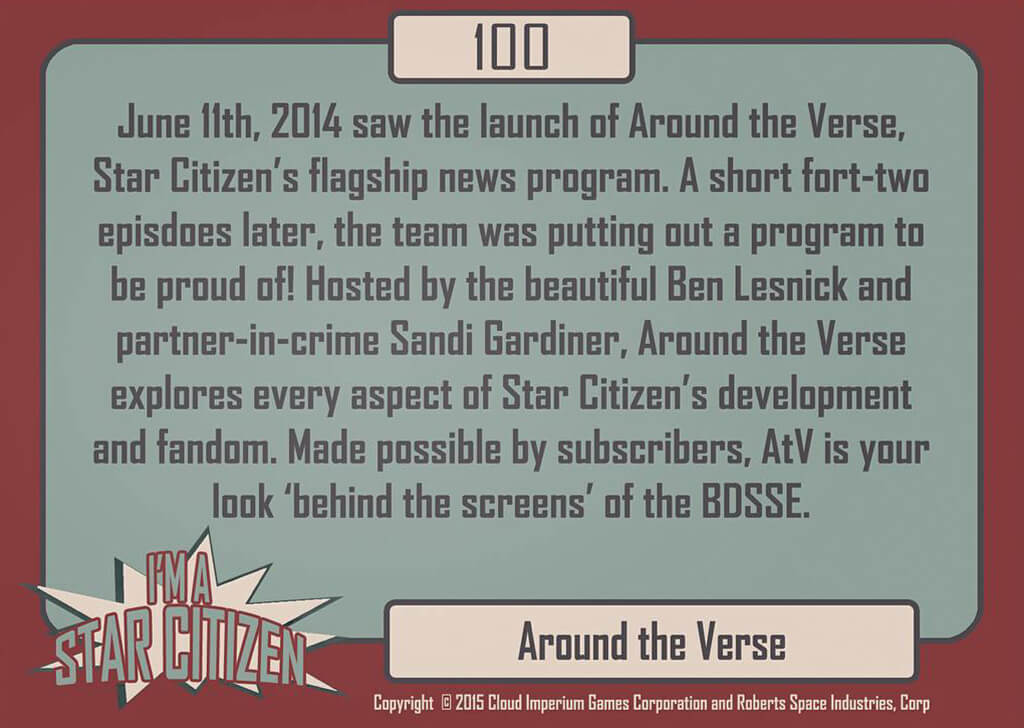 100
June 11th, 2014 saw the launch of Around the Verse,
Star Citizen's flagship news program. A short fort-two
episdoes later, the team was putting out a program to
be proud of! Hosted by the beautiful Ben Lesnick and
partner-in-crime Sandi Gardiner, Around the Verse
explores every aspect of Star Citizen's development
and fandom. Made possible by subscribers, AtV is your
look ‘behind the screens’ of the BDSSE.
I'M A
STAR CITIZEN
Around the Verse
Copyright © 2015 Cloud Imperium Games Corporation and Roberts Space Industries, Corp